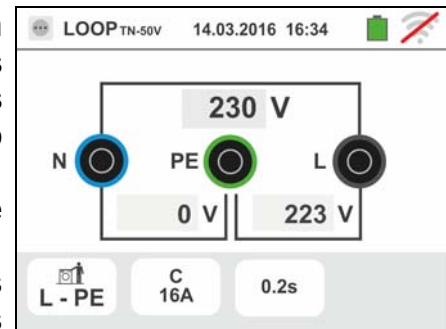 LOOP TN-50V 14.03.2016 16:34
230 V
N PE L
0 V 223 V
L - PE
C
16A
0.2s